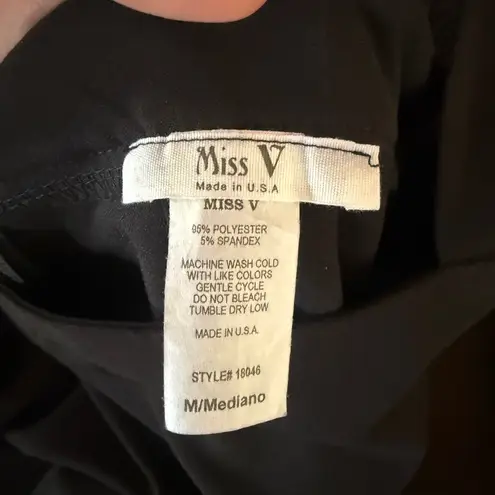 Miss V
Made in U.S.A
MISS V
95% POLYESTER
5% SPANDEX
MACHINE WASH COLD
WITH LIKE COLORS
GENTLE CYCLE
DO NOT BLEACH
TUMBLE DRY LOW
MADE IN U.S.A.
STYLE# 16046
M/Mediano